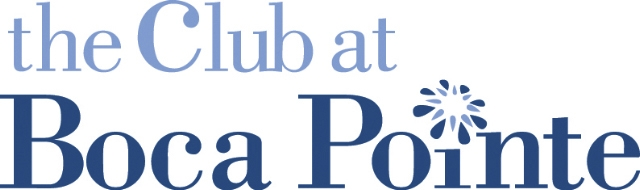 the Club at
Boca Pointe